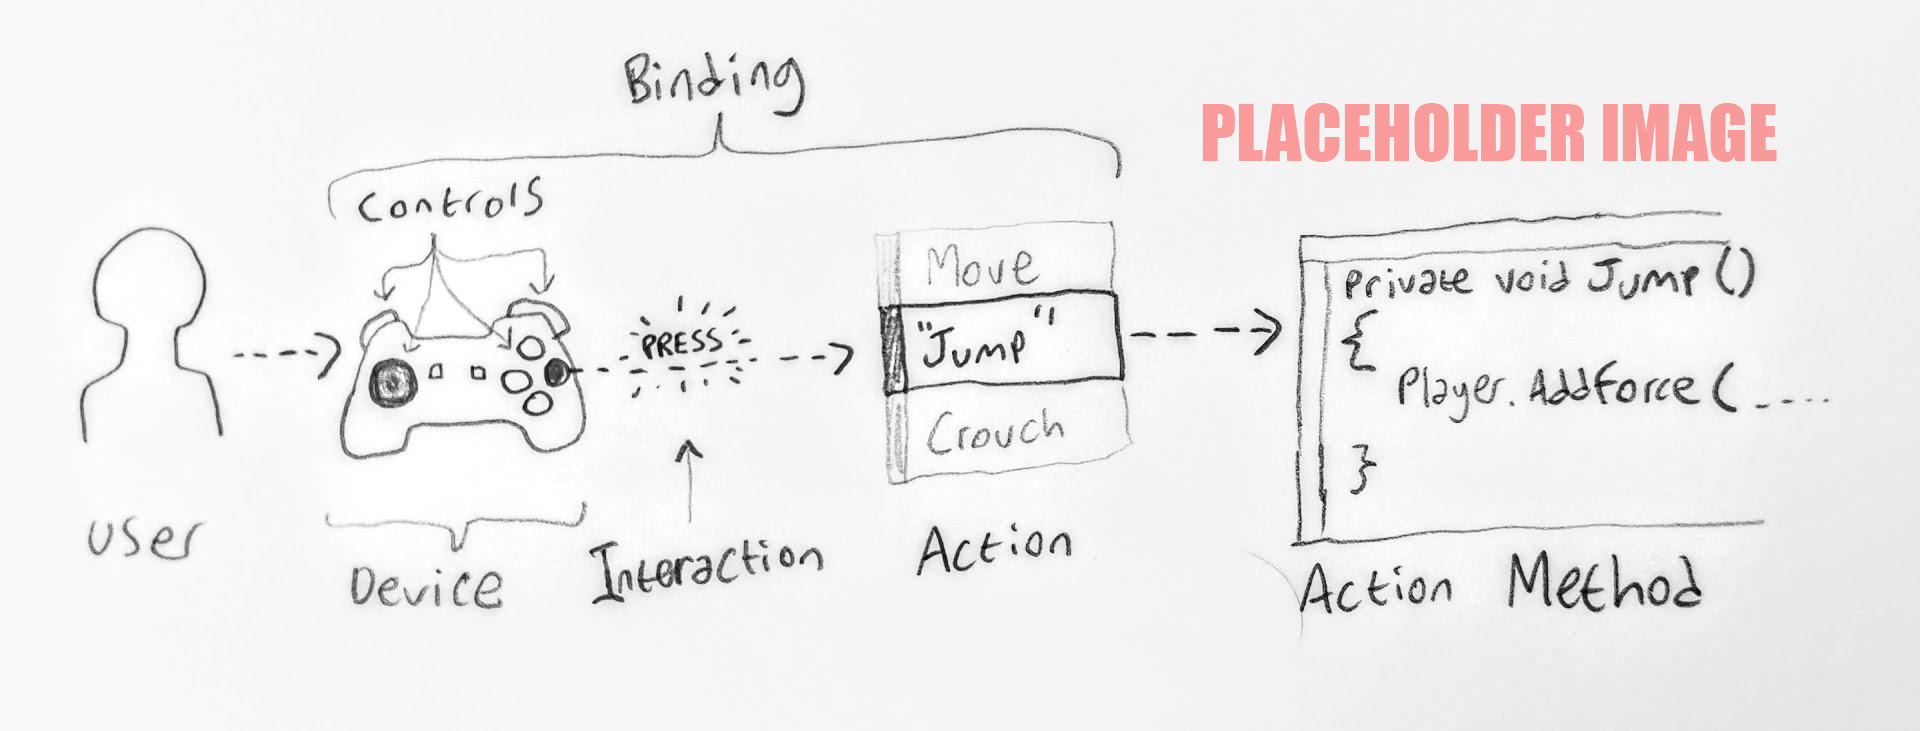 Binding
PLACEHOLDER IMAGE
Controls
Move
"Jump"
Crouch
PRESS
private void Jump()
{
Player.AddForce( ....
}
User
Device
Interaction
Action
Action Method